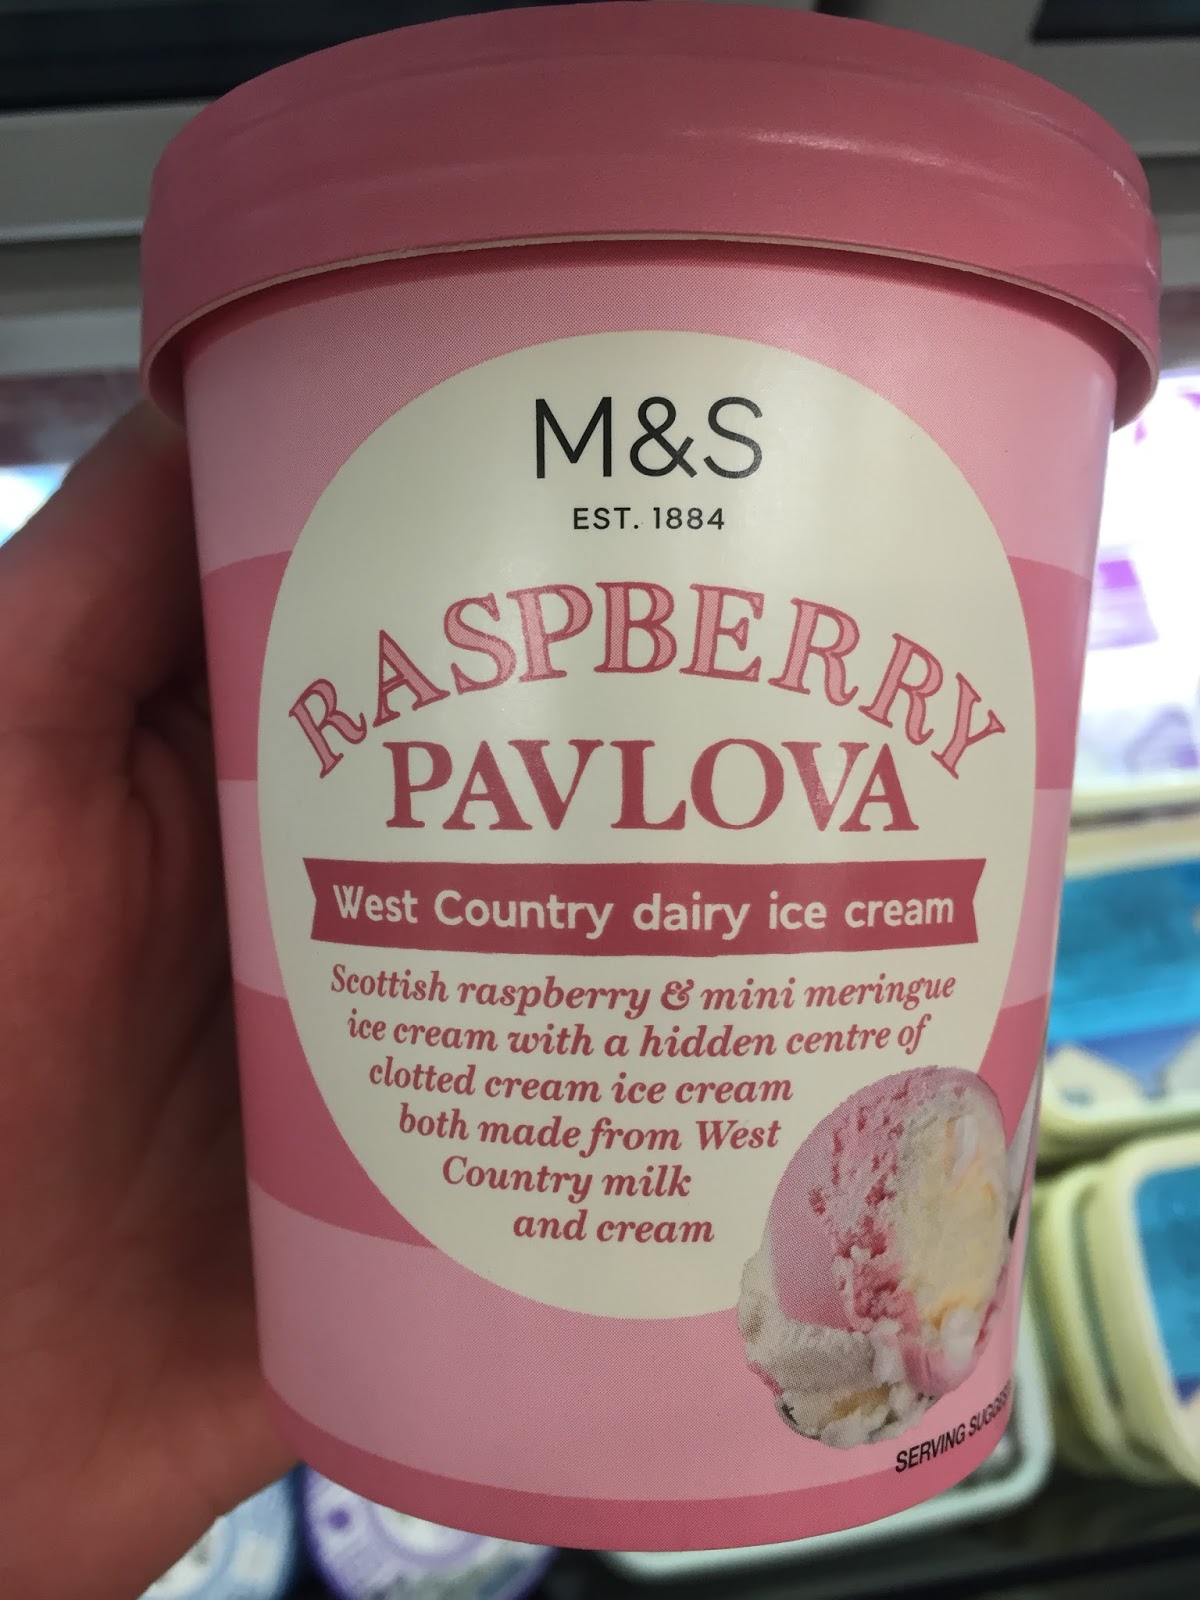 M&S
EST. 1884
RASPBERRY
PAVLOVA
West Country dairy ice cream
Scottish raspberry & mini meringue
ice cream with a hidden centre of
clotted cream ice cream
both made from West
Country milk
and cream
SERVING